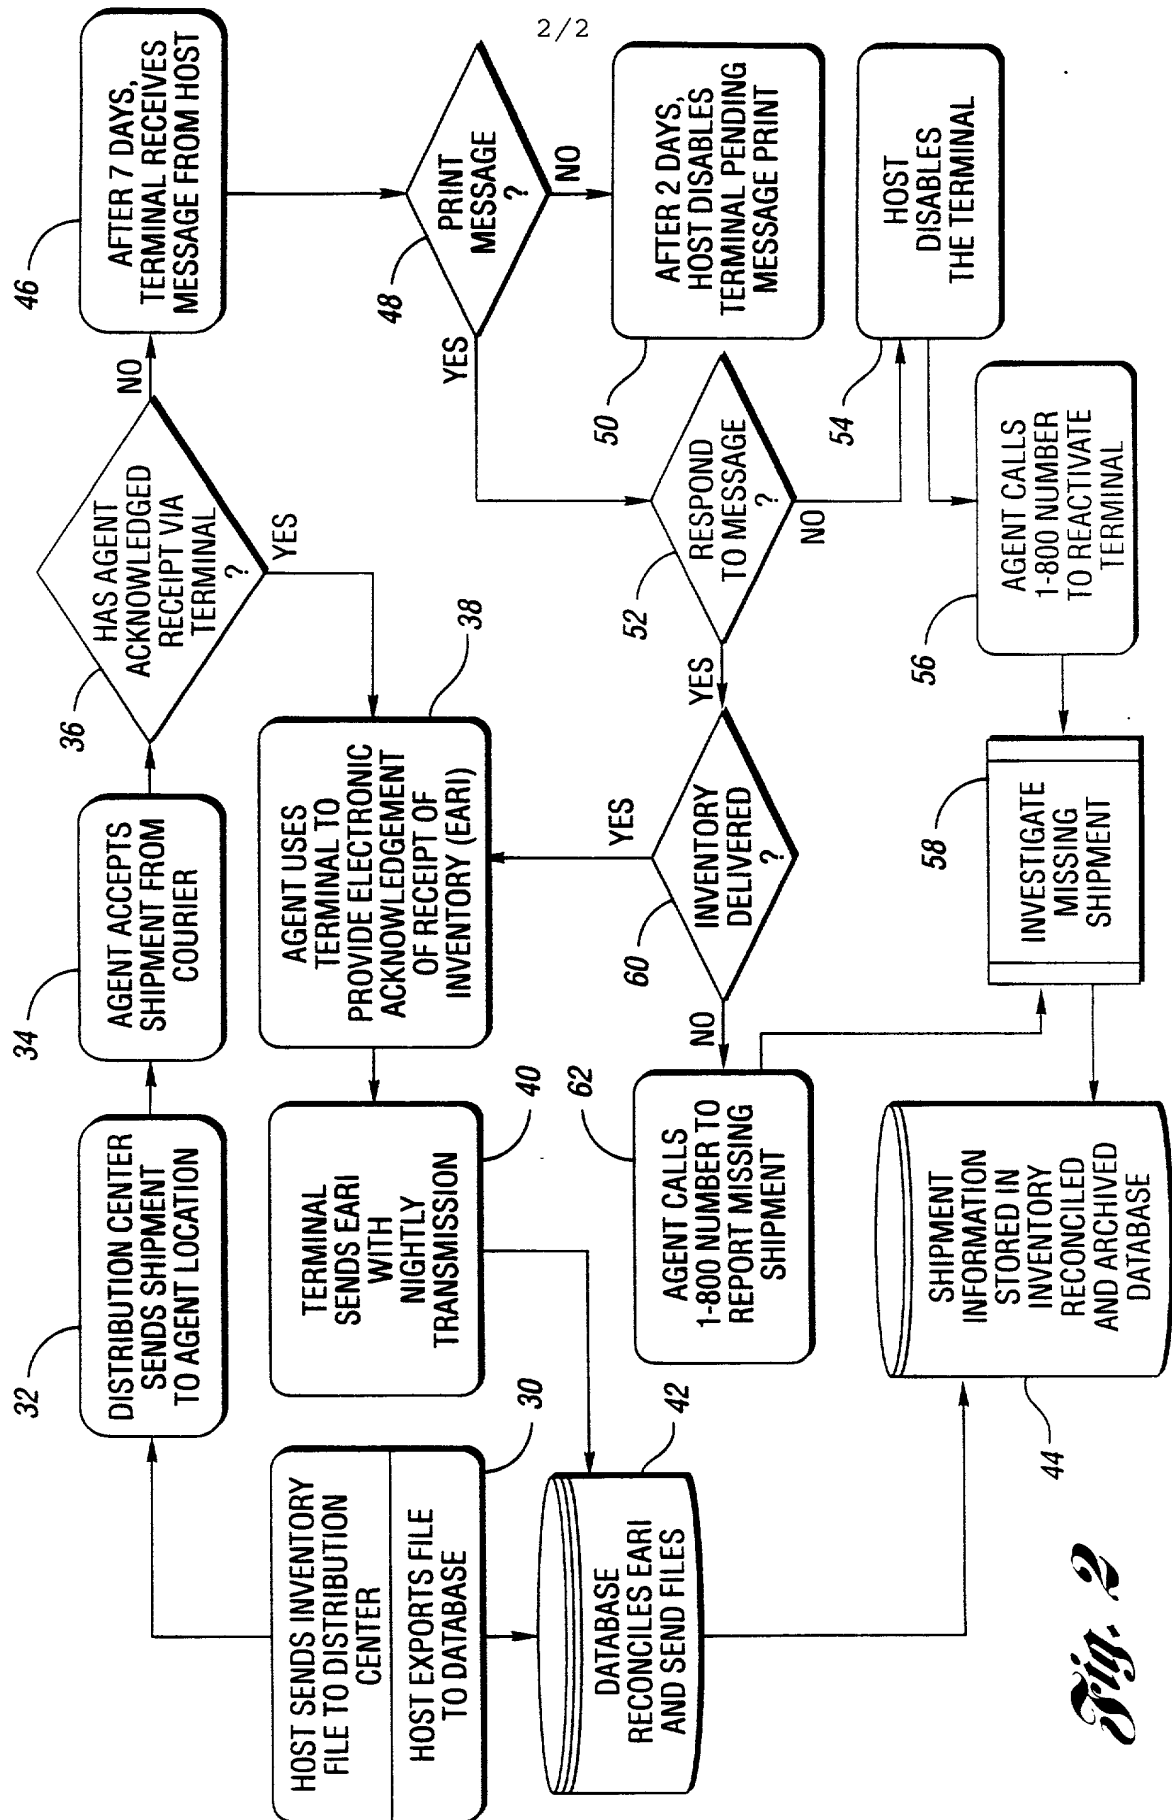 2/2
32
DISTRIBUTION CENTER
SENDS SHIPMENT
TO AGENT LOCATION
34
AGENT ACCEPTS
SHIPMENT FROM
COURIER
36
HAS AGENT
ACKNOWLEDGED
RECEIPT VIA
TERMINAL
?
NO
YES
46
AFTER 7 DAYS,
TERMINAL RECEIVES
MESSAGE FROM HOST
HOST SENDS INVENTORY
FILE TO DISTRIBUTION
CENTER
HOST EXPORTS FILE
TO DATABASE
30
TERMINAL
SENDS EARI
WITH
NIGHTLY
TRANSMISSION
40
AGENT USES
TERMINAL TO
PROVIDE ELECTRONIC
ACKNOWLEDGEMENT
OF RECEIPT OF
INVENTORY (EARI)
38
48
PRINT
MESSAGE
?
YES
NO
DATABASE
RECONCILES EARI
AND SEND FILES
42
62
AGENT CALLS
1-800 NUMBER TO
REPORT MISSING
SHIPMENT
NO
60
INVENTORY
DELIVERED
?
YES
YES
52
RESPOND
TO MESSAGE
?
NO
50
AFTER 2 DAYS,
HOST DISABLES
TERMINAL PENDING
MESSAGE PRINT
54
HOST
DISABLES
THE TERMINAL
44
SHIPMENT
INFORMATION
STORED IN
INVENTORY
RECONCILED
AND ARCHIVED
DATABASE
58
INVESTIGATE
MISSING
SHIPMENT
56
AGENT CALLS
1-800 NUMBER
TO REACTIVATE
TERMINAL
Fig. 2